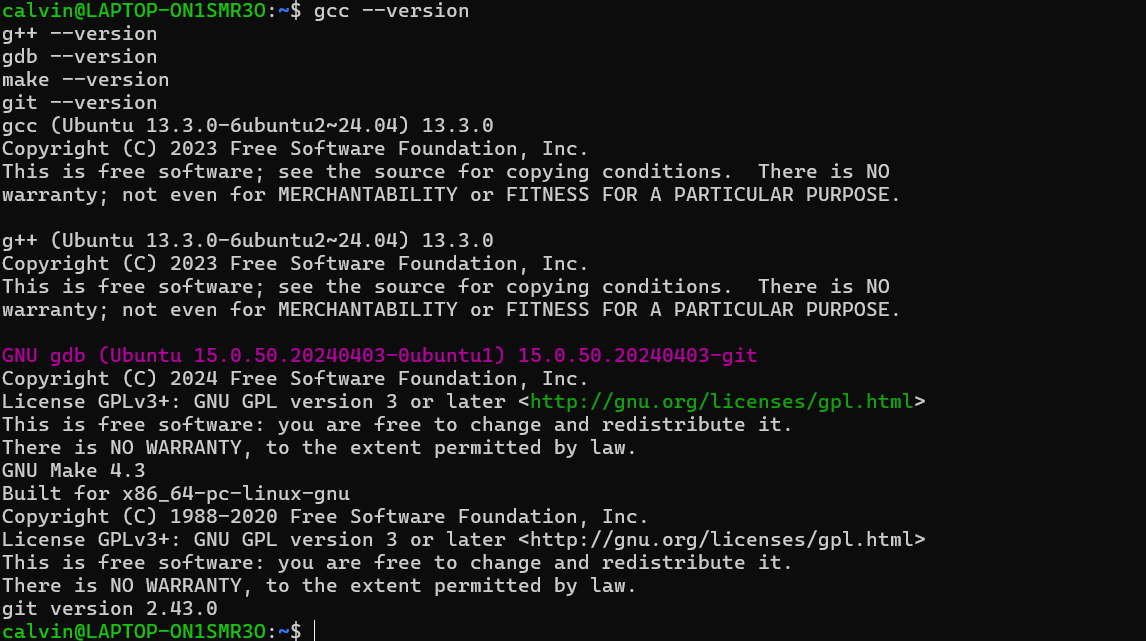 calvin@LAPTOP-ON1SMR3O:~$ gcc --version
g++ --version
gdb --version
make --version
git --version
gcc (Ubuntu 13.3.0-6ubuntu2~24.04) 13.3.0
Copyright (C) 2023 Free Software Foundation, Inc.
This is free software; see the source for copying conditions.  There is NO
warranty; not even for MERCHANTABILITY or FITNESS FOR A PARTICULAR PURPOSE.

g++ (Ubuntu 13.3.0-6ubuntu2~24.04) 13.3.0
Copyright (C) 2023 Free Software Foundation, Inc.
This is free software; see the source for copying conditions.  There is NO
warranty; not even for MERCHANTABILITY or FITNESS FOR A PARTICULAR PURPOSE.

GNU gdb (Ubuntu 15.0.50.20240403-0ubuntu1) 15.0.50.20240403-git
Copyright (C) 2024 Free Software Foundation, Inc.
License GPLv3+: GNU GPL version 3 or later <http://gnu.org/licenses/gpl.html>
This is free software: you are free to change and redistribute it.
There is NO WARRANTY, to the extent permitted by law.
GNU Make 4.3
Built for x86_64-pc-linux-gnu
Copyright (C) 1988-2020 Free Software Foundation, Inc.
License GPLv3+: GNU GPL version 3 or later <http://gnu.org/licenses/gpl.html>
This is free software: you are free to change and redistribute it.
There is NO WARRANTY, to the extent permitted by law.
git version 2.43.0
calvin@LAPTOP-ON1SMR3O:~$